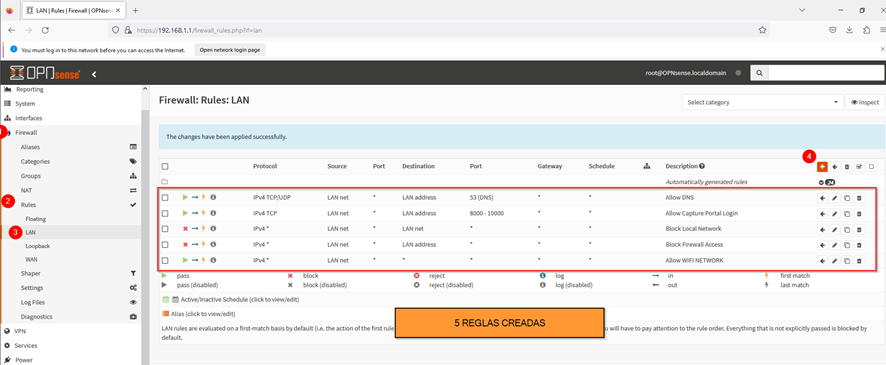 LAN | Rules | Firewall | OPNsense
https://192.168.1.1/firewall_rules.php?if=lan
You must log in to this network before you can access the Internet. Open network login page
OPNsense
root@OPNsense.localdomain
Reporting
System
Interfaces
1 Firewall
Aliases
Categories
Groups
NAT
2 Rules
Floating
3 LAN
Loopback
WAN
Shaper
Settings
Log Files
Diagnostics
VPN
Services
Power
Firewall: Rules: LAN
Select category Inspect
The changes have been applied successfully.
4
Protocol Source Port Destination Port Gateway Schedule Description
Automatically generated rules 24
IPv4 TCP/UDP LAN net * LAN address 53 (DNS) * * Allow DNS
IPv4 TCP LAN net * LAN address 8000 - 10000 * * Allow Capture Portal Login
IPv4 * LAN net * LAN net * * * Block Local Network
IPv4 * LAN net * LAN address * * * Block Firewall Access
IPv4 * LAN net * * * * * Allow WIFI NETWORK
pass block reject log in first match
pass (disabled) block (disabled) reject (disabled) log (disabled) out last match
Active/Inactive Schedule (click to view/edit)
Alias (click to view/edit)
5 REGLAS CREADAS
LAN rules are evaluated on a first-match basis by default (i.e. the action of the first rule you will have to pay attention to the rule order. Everything that is not explicitly passed is blocked by
default.